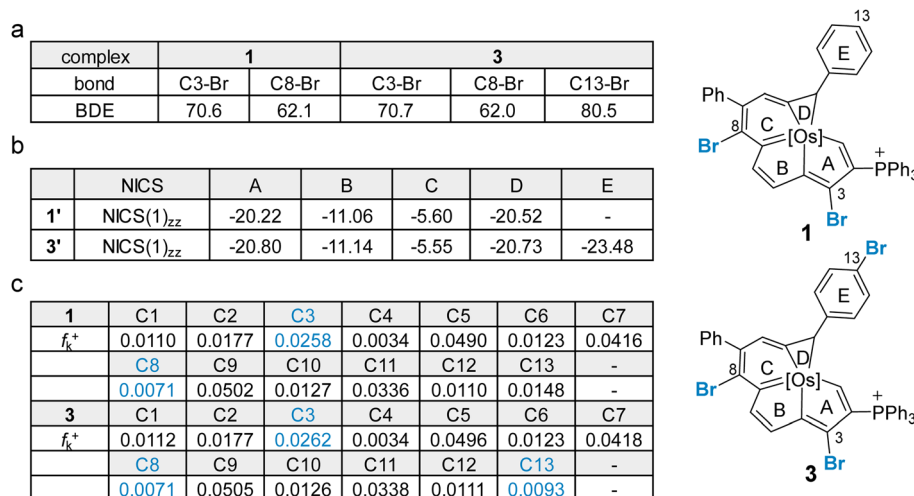 a
complex 1 3
bond C3-Br C8-Br C3-Br C8-Br C13-Br
BDE 70.6 62.1 70.7 62.0 80.5
b
NICS A B C D E
1' NICS(1)zz -20.22 -11.06 -5.60 -20.52 -
3' NICS(1)zz -20.80 -11.14 -5.55 -20.73 -23.48
c
1 C1 C2 C3 C4 C5 C6 C7
fk+ 0.0110 0.0177 0.0258 0.0034 0.0490 0.0123 0.0416
C8 C9 C10 C11 C12 C13 -
0.0071 0.0502 0.0127 0.0336 0.0110 0.0148 -
3 C1 C2 C3 C4 C5 C6 C7
fk+ 0.0112 0.0177 0.0262 0.0034 0.0496 0.0123 0.0418
C8 C9 C10 C11 C12 C13 -
0.0071 0.0505 0.0126 0.0338 0.0111 0.0093 -
13
E
Ph
D
8 C [Os]
Br
B A +
PPh3
3
Br
1
Br
13
E
Ph
D
8 C [Os]
Br
B A +
PPh3
3
Br
3